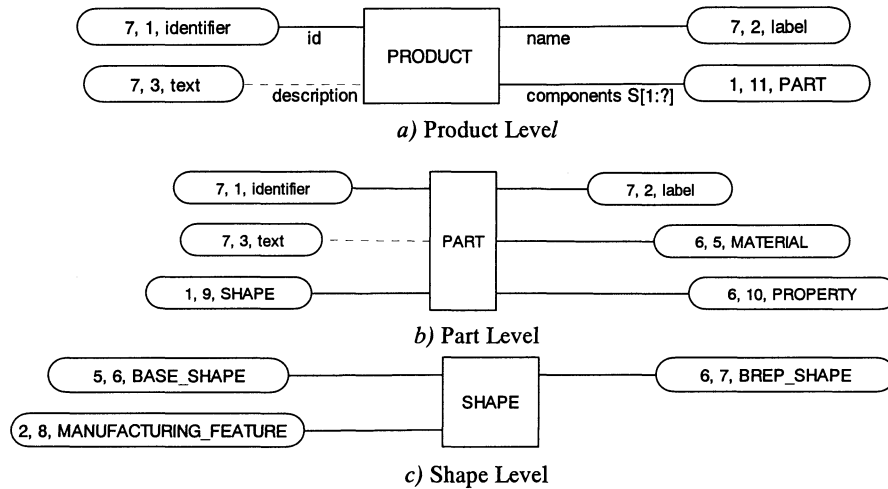 7, 1, identifier
id
PRODUCT
name
7, 2, label
7, 3, text
description
components S[1:?]
1, 11, PART
a) Product Level
7, 1, identifier
7, 2, label
7, 3, text
PART
6, 5, MATERIAL
1, 9, SHAPE
6, 10, PROPERTY
b) Part Level
5, 6, BASE_SHAPE
SHAPE
6, 7, BREP_SHAPE
2, 8, MANUFACTURING_FEATURE
c) Shape Level